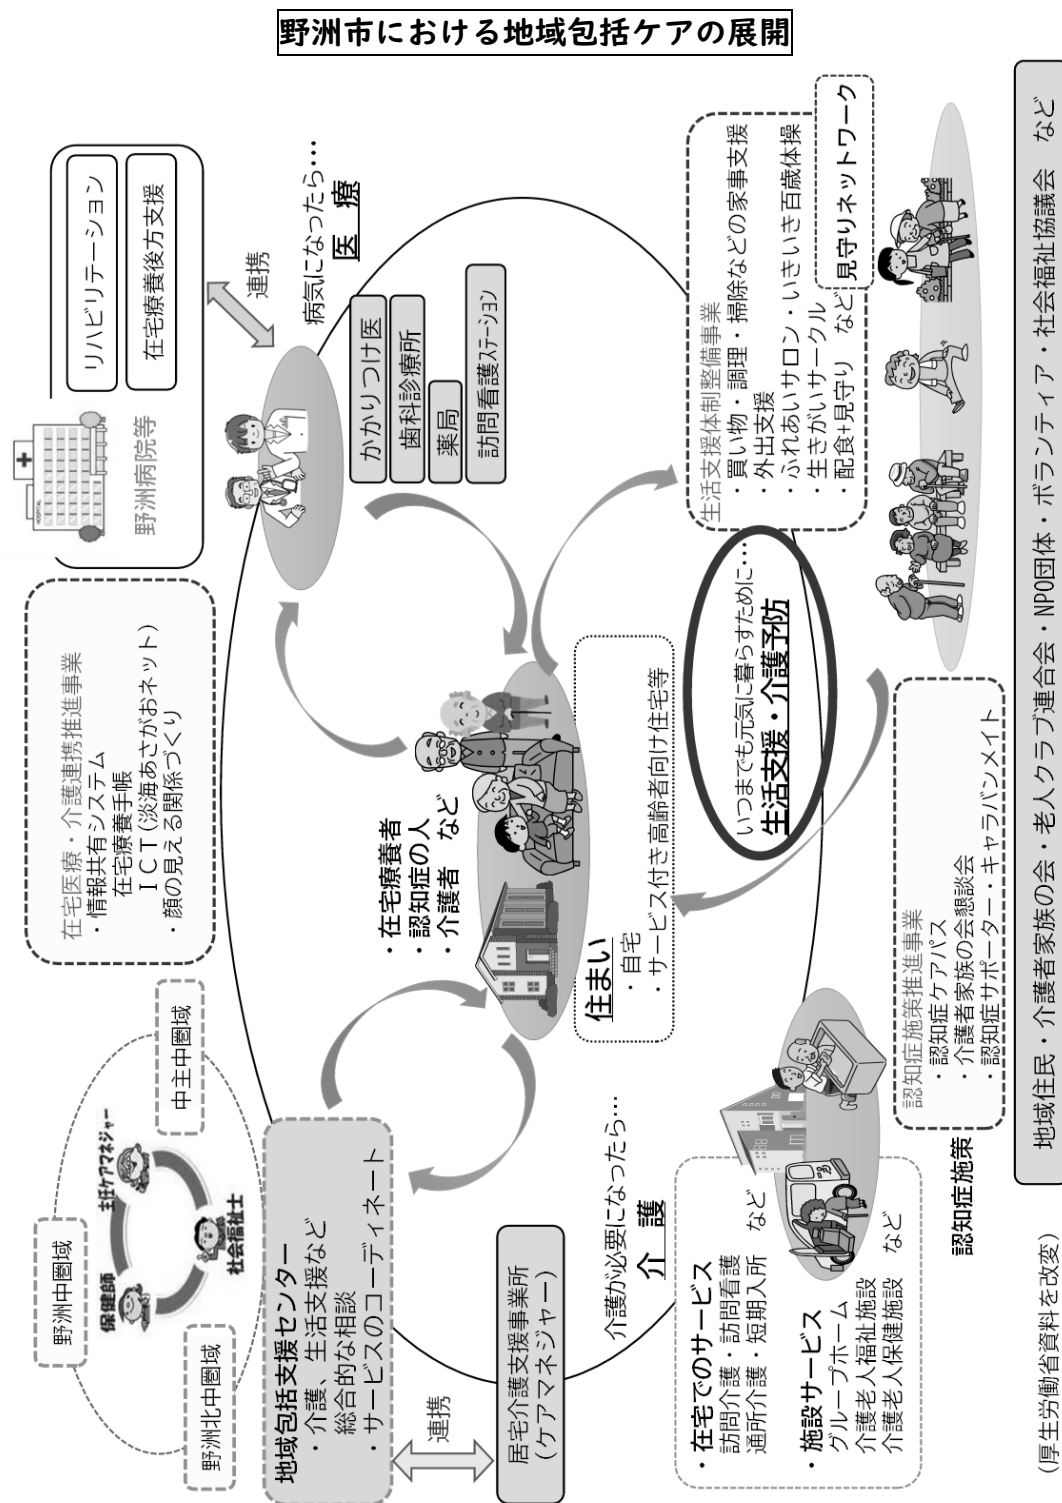 野洲市における地域包括ケアの展開
野洲中圏域
野洲北中圏域
中主中圏域
保健師
主任ケアマネジャー
社会福祉士
地域包括支援センター
・介護、生活支援など
総合的な相談
・サービスのコーディネート
連携
居宅介護支援事業所
(ケアマネジャー)
在宅医療・介護連携推進事業
・情報共有システム
在宅療養手帳
ICT(淡海あさがおネット)
・顔の見える関係づくり
HOSPITAL
野洲病院等
リハビリテーション
在宅療養後方支援
連携
病気になったら…
医 療
かかりつけ医
歯科診療所
薬局
訪問看護ステーション
・在宅療養者
・認知症の人
・介護者 など
住まい
・自宅
・サービス付き高齢者向け住宅等
介護が必要になったら…
介 護
・在宅でのサービス
訪問介護・訪問看護
通所介護・短期入所 など
・施設サービス
グループホーム
介護老人福祉施設
介護老人保健施設 など
いつまでも元気に暮らすために…
生活支援・介護予防
生活支援体制整備事業
・買い物・調理・掃除などの家事支援
・外出支援
・ふれあいサロン・いきいき百歳体操
・生きがいサークル
・配食+見守り など
見守りネットワーク
認知症施策
認知症施策推進事業
・認知症ケアパス
・介護者家族の会懇談会
・認知症サポーター・キャラバンメイト
地域住民・介護者家族の会・老人クラブ連合会・NPO団体・ボランティア・社会福祉協議会 など
(厚生労働省資料を改変)